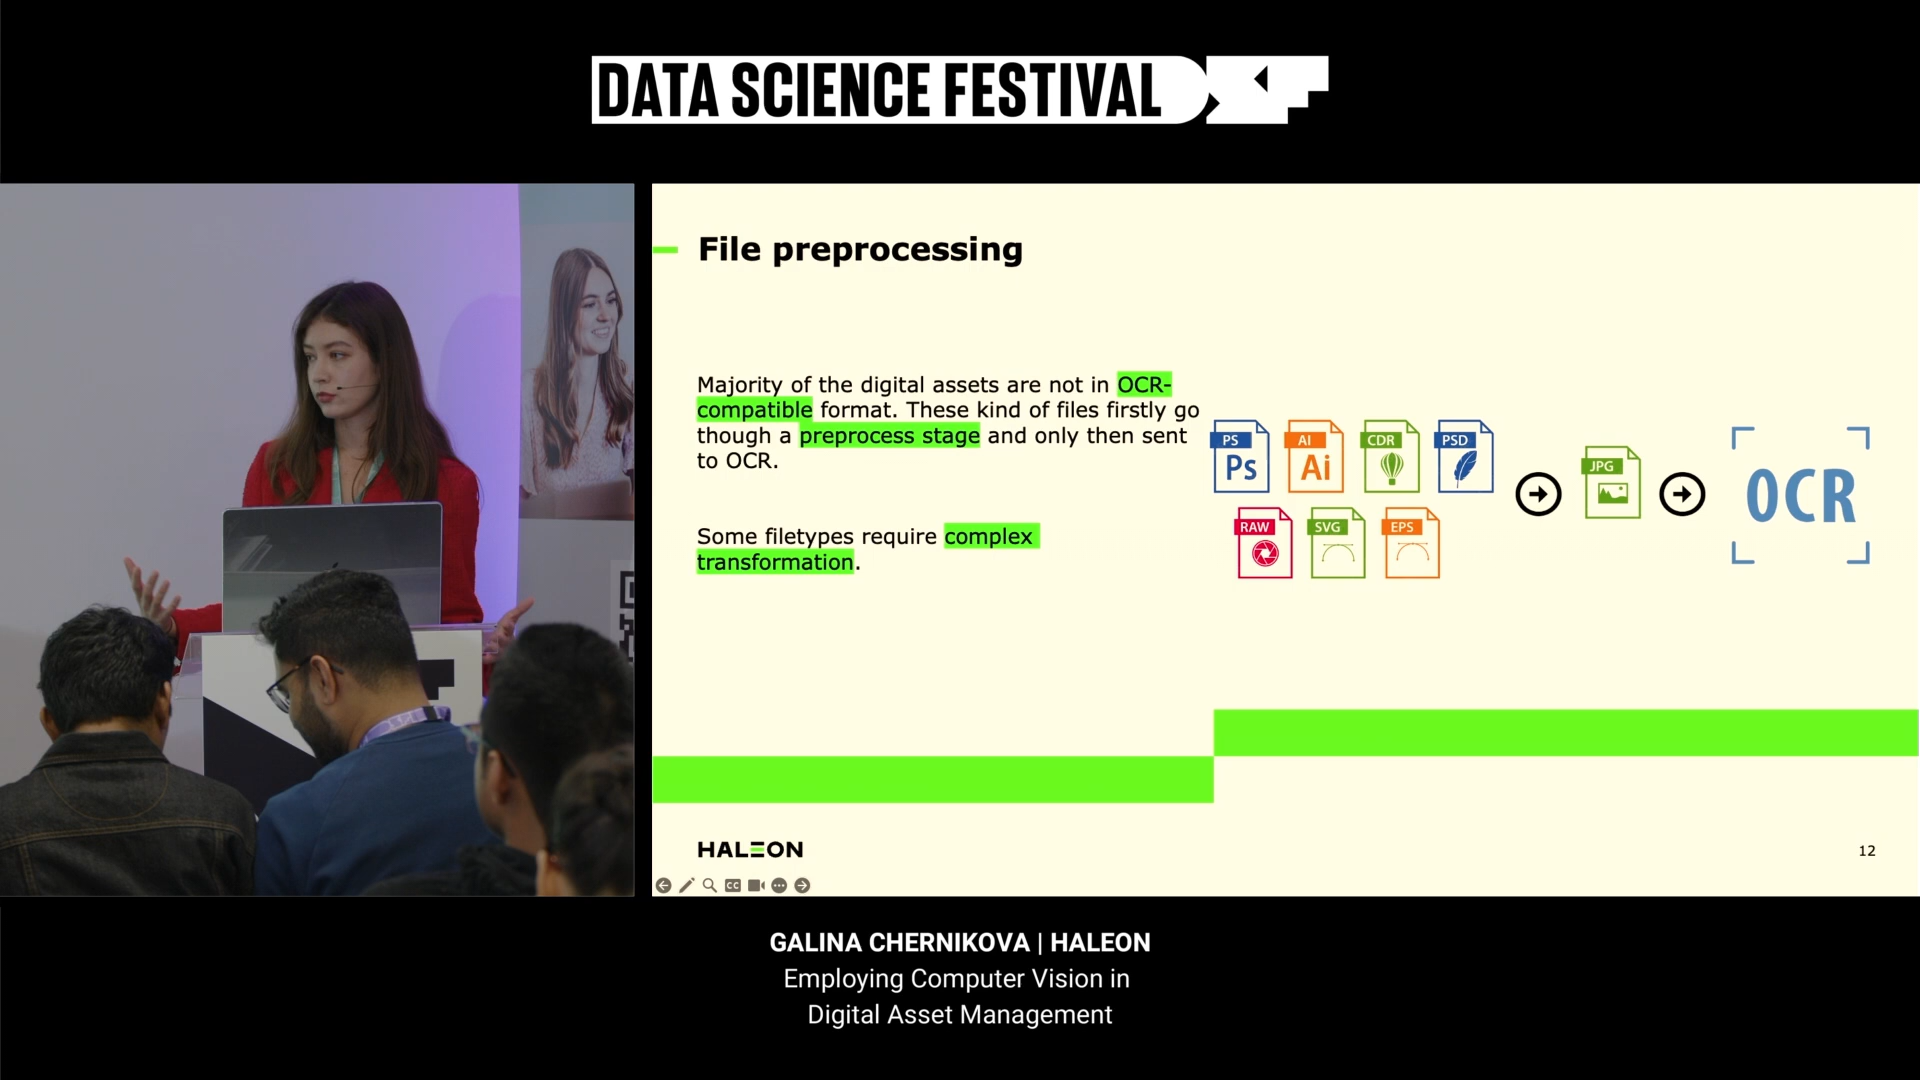 DATA SCIENCE FESTIVAL
File preprocessing
Majority of the digital assets are not in OCR-
compatible format. These kind of files firstly go
though a preprocess stage and only then sent
to OCR.
Some filetypes require complex
transformation.
PS
Ps
AI
Ai
CDR
PSD
RAW
SVG
EPS
JPG
OCR
HALEON
12
CC
GALINA CHERNIKOVA | HALEON
Employing Computer Vision in
Digital Asset Management